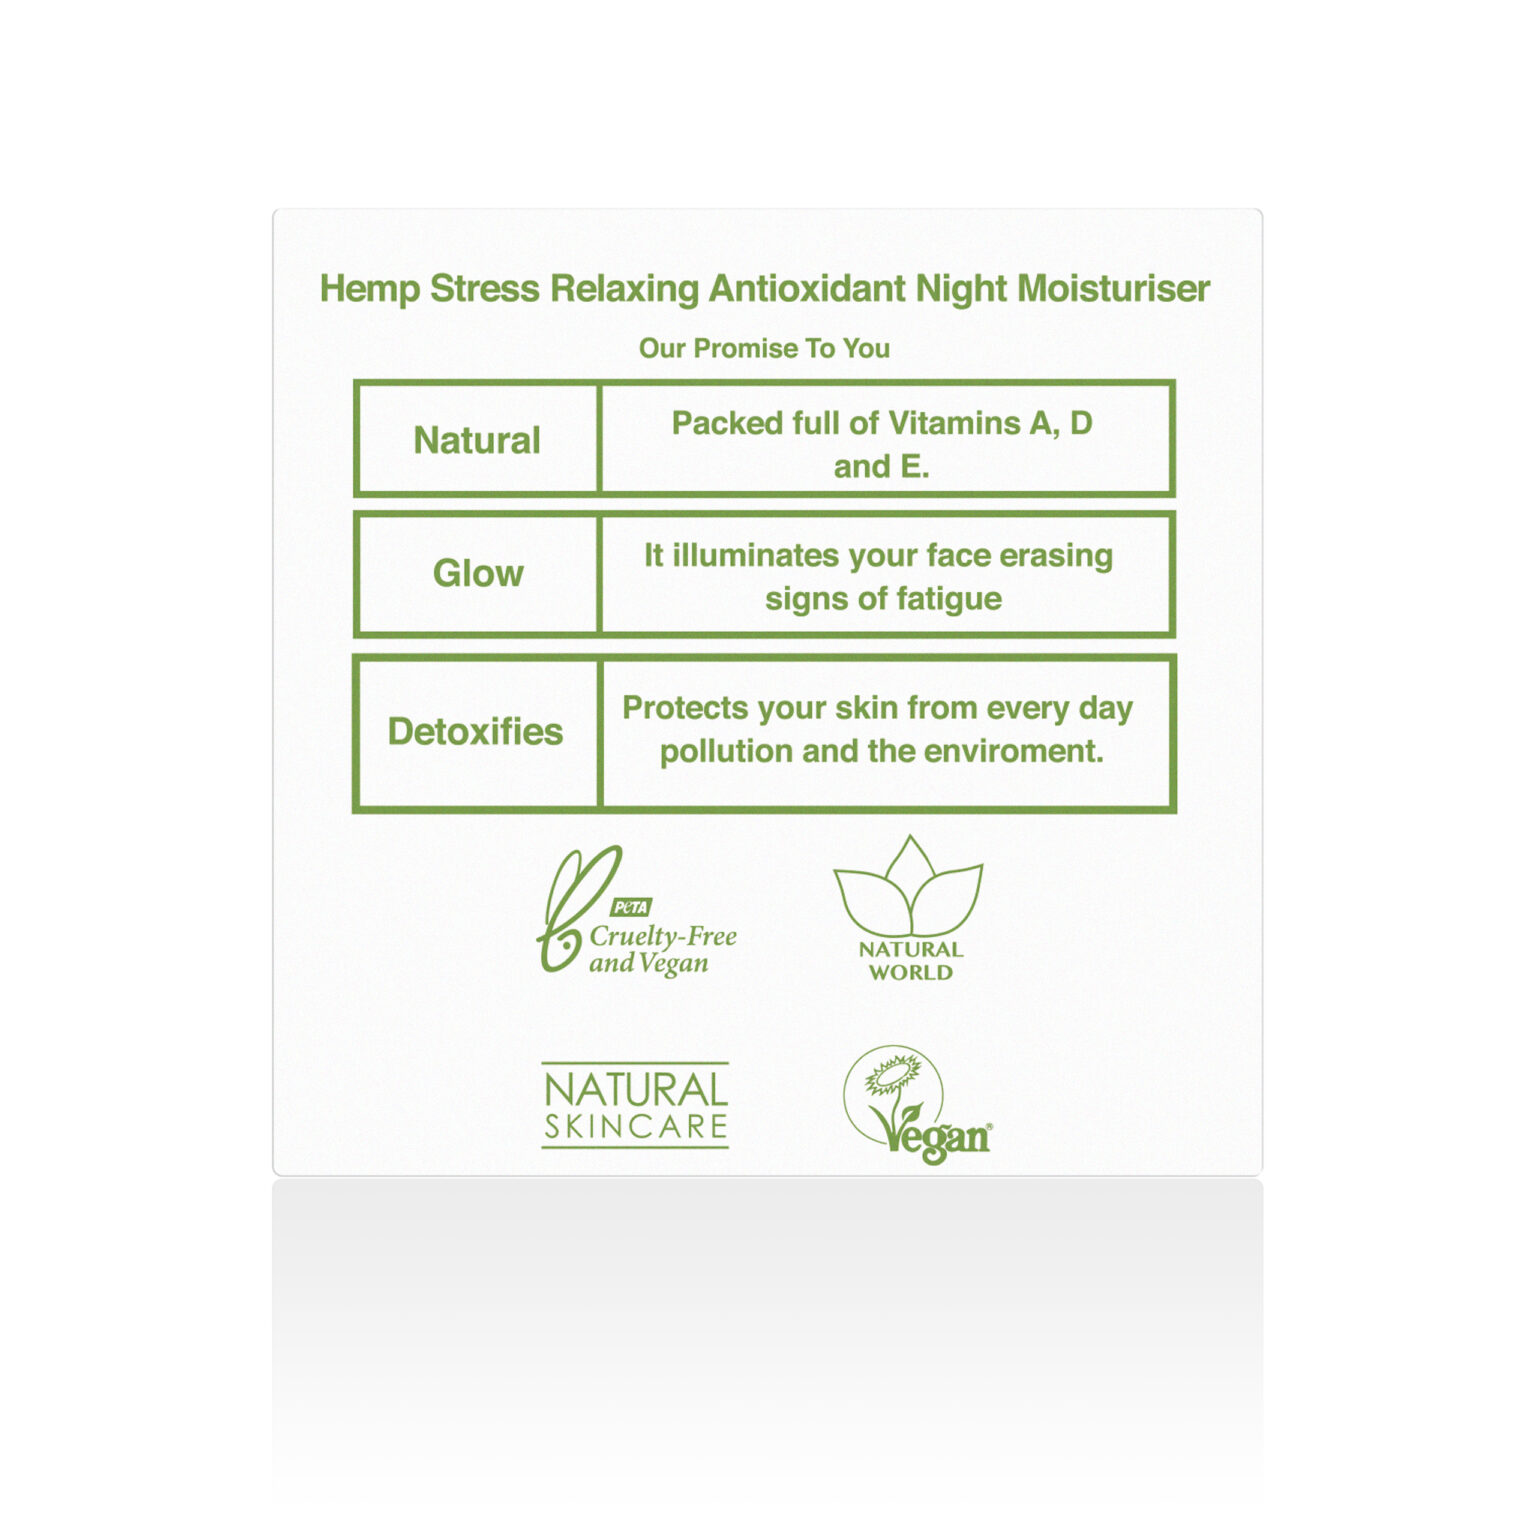 Hemp Stress Relaxing Antioxidant Night Moisturiser
Our Promise To You
Natural
Packed full of Vitamins A, D
and E.
Glow
It illuminates your face erasing
signs of fatigue
Detoxifies
Protects your skin from every day
pollution and the enviroment.
PeTA
Cruelty-Free
and Vegan
NATURAL
WORLD
NATURAL
SKINCARE
Vegan®